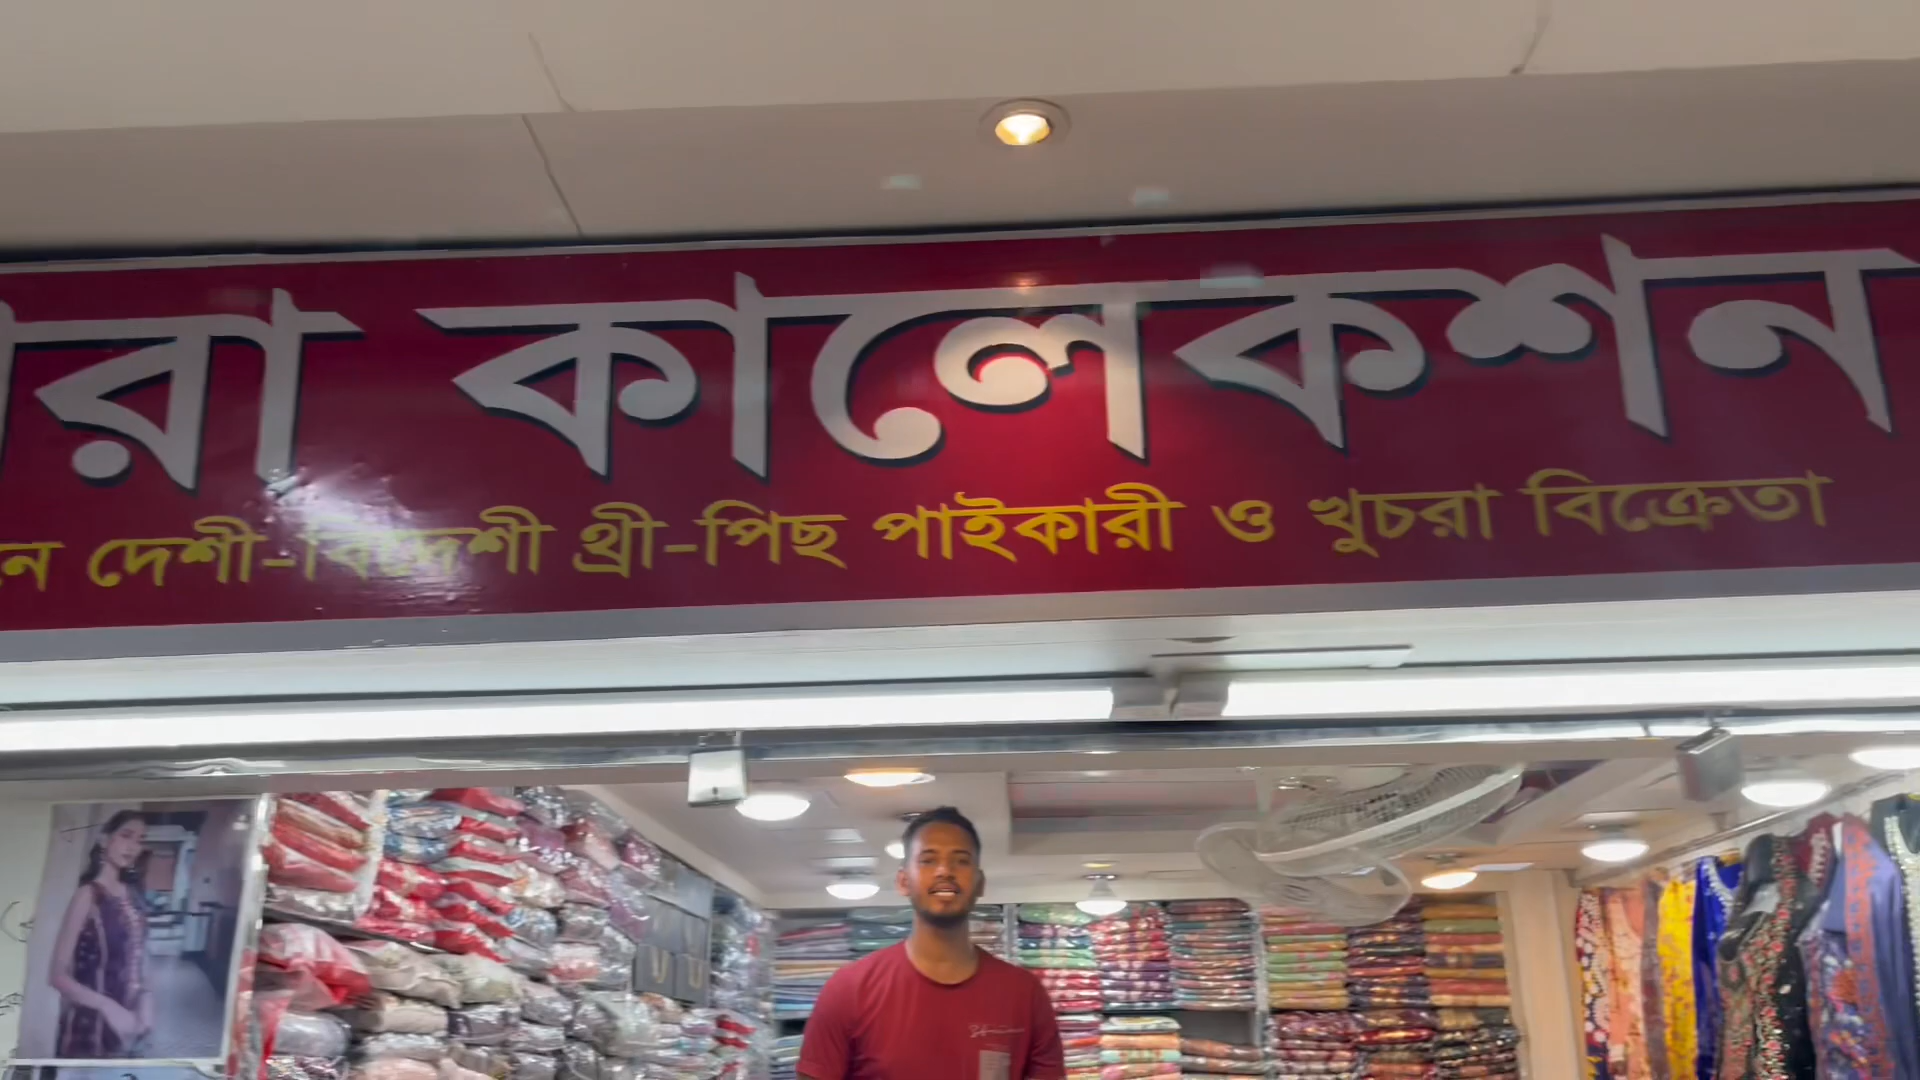 কালেকশন
দেশী-বিদেশী থ্রী-পিছ পাইকারী ও খুচরা বিক্রেতা